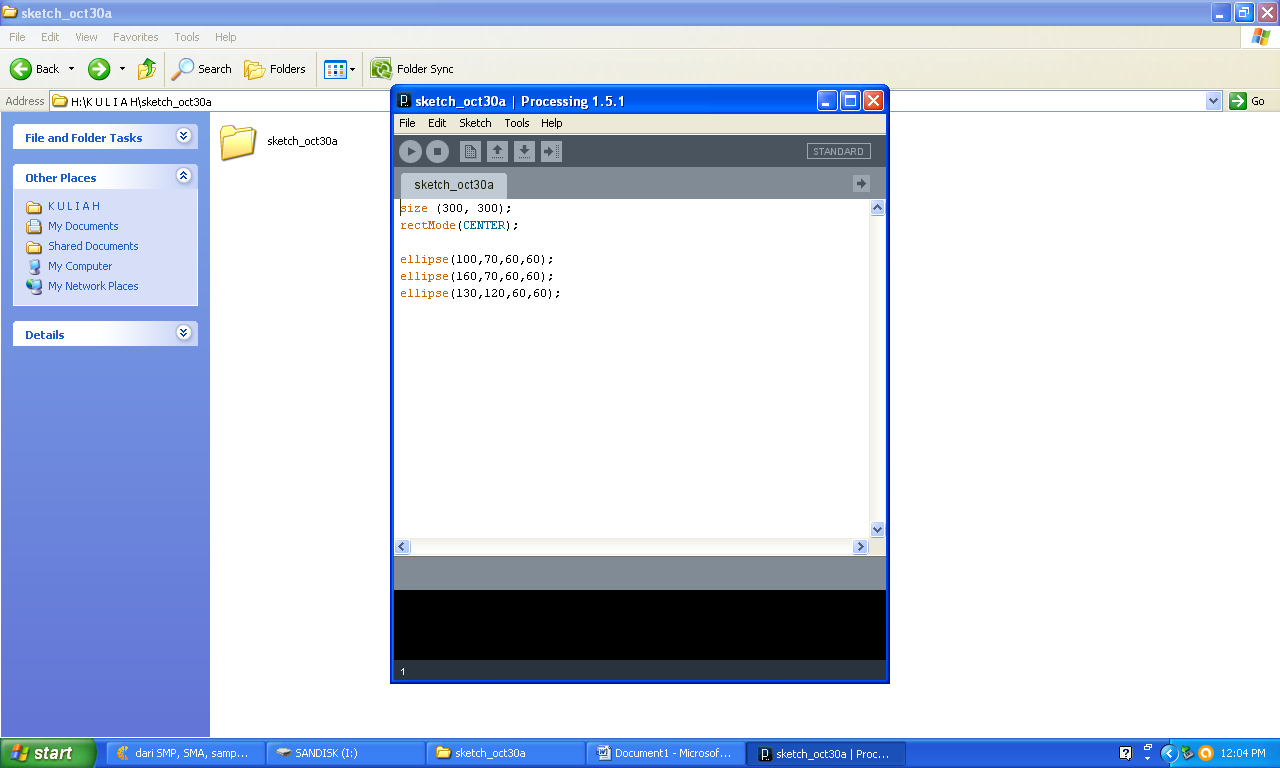 sketch_oct30a
File Edit View Favorites Tools Help
Back Search Folders Folder Sync
Address H:\K U L I A H\sketch_oct30a Go
File and Folder Tasks
Other Places
K U L I A H
My Documents
Shared Documents
My Computer
My Network Places
Details
sketch_oct30a
sketch_oct30a | Processing 1.5.1
File Edit Sketch Tools Help
STANDARD
sketch_oct30a
size (300, 300);
rectMode(CENTER);
ellipse(100,70,60,60);
ellipse(160,70,60,60);
ellipse(130,120,60,60);
1
start dari SMP, SMA, samp... SANDISK (I:) sketch_oct30a Document1 - Microsof... sketch_oct30a | Proc... 12:04 PM